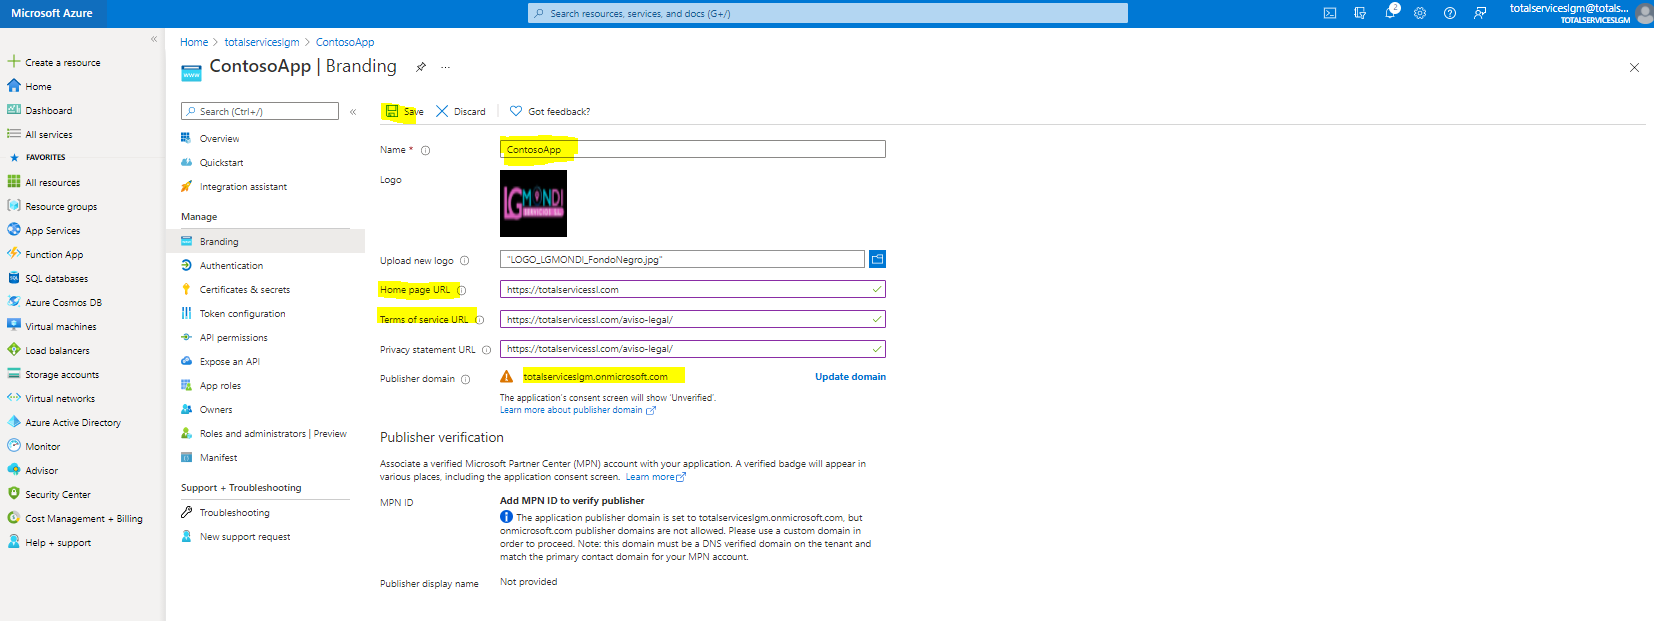 Microsoft Azure
Search resources, services, and docs (G+/)
2
totalserviceslgm@totals...
TOTALSERVICESLGM
«
Create a resource
Home
Dashboard
All services
FAVORITES
All resources
Resource groups
App Services
Function App
SQL databases
Azure Cosmos DB
Virtual machines
Load balancers
Storage accounts
Virtual networks
Azure Active Directory
Monitor
Advisor
Security Center
Cost Management + Billing
Help + support
Home > totalserviceslgm > ContosoApp
ContosoApp | Branding ...
Search (Ctrl+/) «
Overview
Quickstart
Integration assistant
Manage
Branding
Authentication
Certificates & secrets
Token configuration
API permissions
Expose an API
App roles
Owners
Roles and administrators | Preview
Manifest
Support + Troubleshooting
Troubleshooting
New support request
Save Discard Got feedback?
Name * ContosoApp
Logo
LGMONDI
SERVICIOS S.L.
Upload new logo "LOGO_LGMONDI_FondoNegro.jpg"
Home page URL https://totalservicessl.com
Terms of service URL https://totalservicessl.com/aviso-legal/
Privacy statement URL https://totalservicessl.com/aviso-legal/
Publisher domain totalserviceslgm.onmicrosoft.com Update domain
The application's consent screen will show 'Unverified'.
Learn more about publisher domain
Publisher verification
Associate a verified Microsoft Partner Center (MPN) account with your application. A verified badge will appear in
various places, including the application consent screen. Learn more
MPN ID Add MPN ID to verify publisher
The application publisher domain is set to totalserviceslgm.onmicrosoft.com, but
onmicrosoft.com publisher domains are not allowed. Please use a custom domain in
order to proceed. Note: this domain must be a DNS verified domain on the tenant and
match the primary contact domain for your MPN account.
Publisher display name Not provided